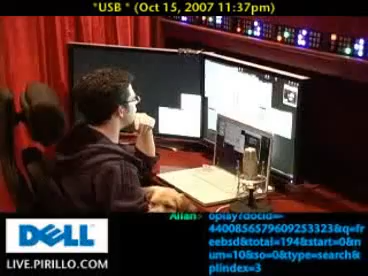 *USB * (Oct 15, 2007 11:37pm)
Allan> oplay?docid=-
4400856579609253323&q=fr
eebsd&total=194&start=0&n
um=10&so=0&type=search&
plindex=3
DELL
LIVE.PIRILLO.COM